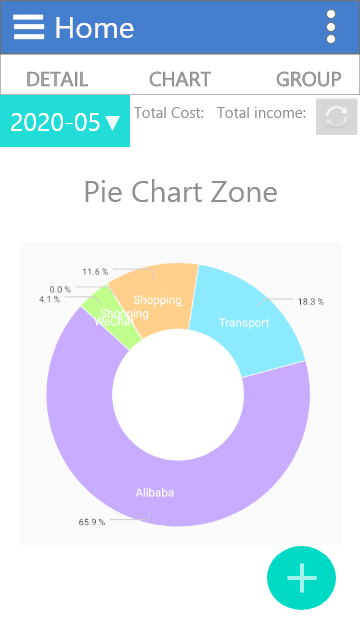 Home
DETAIL CHART GROUP
2020-05▼ Total Cost: Total income:
Pie Chart Zone
11.6 %
0.0 %
4.1 %
Shopping
Shopping
WeChat
18.3 %
Transport
Alibaba
65.9 %